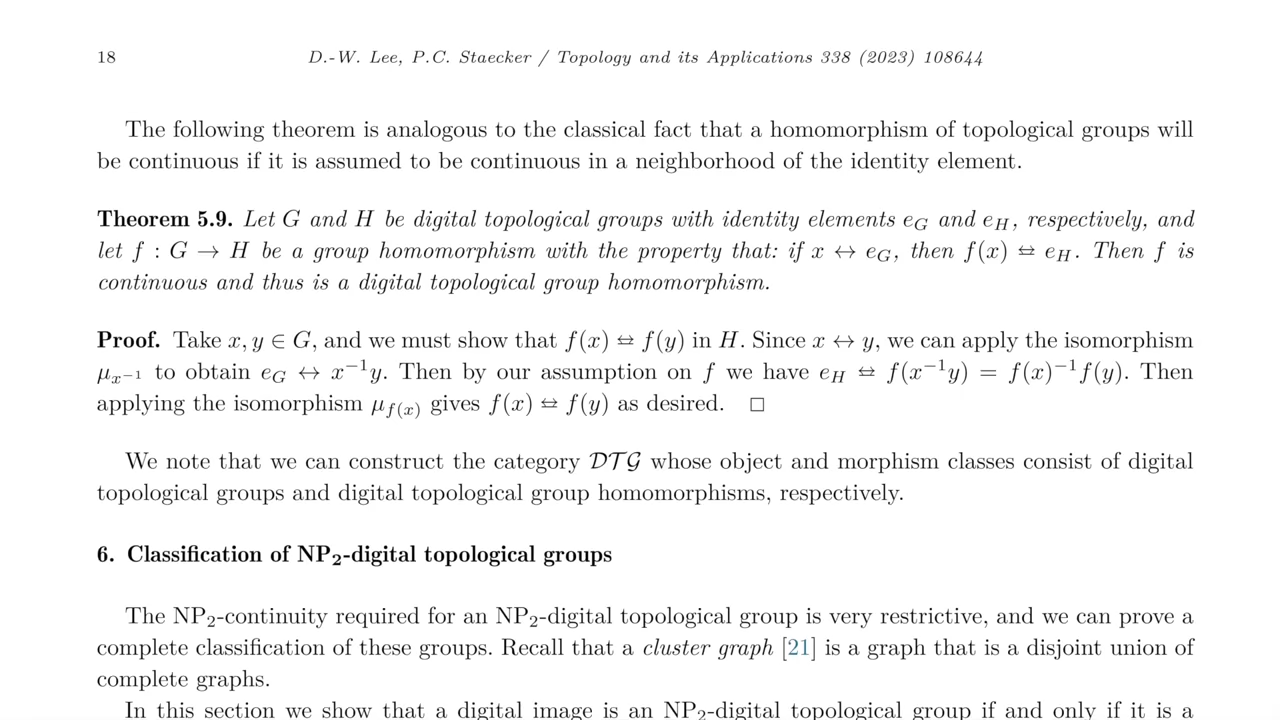 18
D.-W. Lee, P.C. Staecker / Topology and its Applications 338 (2023) 108644
The following theorem is analogous to the classical fact that a homomorphism of topological groups will
be continuous if it is assumed to be continuous in a neighborhood of the identity element.
Theorem 5.9. Let G and H be digital topological groups with identity elements e_G and e_H, respectively, and
let f : G → H be a group homomorphism with the property that: if x ↔ e_G, then f(x) ⥪ e_H. Then f is
continuous and thus is a digital topological group homomorphism.
Proof. Take x, y ∈ G, and we must show that f(x) ⥪ f(y) in H. Since x ↔ y, we can apply the isomorphism
μ_{x^{-1}} to obtain e_G ↔ x^{-1}y. Then by our assumption on f we have e_H ⥪ f(x^{-1}y) = f(x)^{-1}f(y). Then
applying the isomorphism μ_{f(x)} gives f(x) ⥪ f(y) as desired. □
We note that we can construct the category 𝒟𝒯𝒢 whose object and morphism classes consist of digital
topological groups and digital topological group homomorphisms, respectively.
6. Classification of NP₂-digital topological groups
The NP₂-continuity required for an NP₂-digital topological group is very restrictive, and we can prove a
complete classification of these groups. Recall that a cluster graph [21] is a graph that is a disjoint union of
complete graphs.
In this section we show that a digital image is an NP₂-digital topological group if and only if it is a